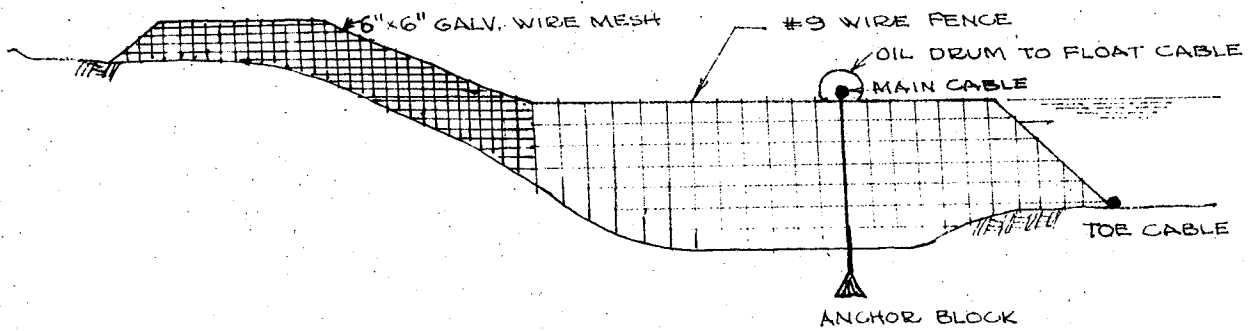 6"x6" GALV. WIRE MESH
#9 WIRE FENCE
OIL DRUM TO FLOAT CABLE
MAIN CABLE
TOE CABLE
ANCHOR BLOCK